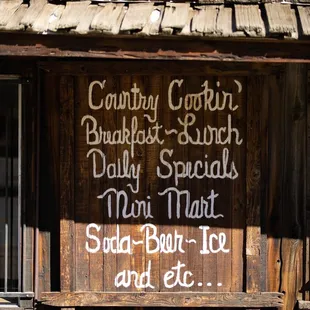 Country Cookin'
Breakfast~Lunch
Daily Specials
Mini Mart
Soda~Beer~Ice
and etc...